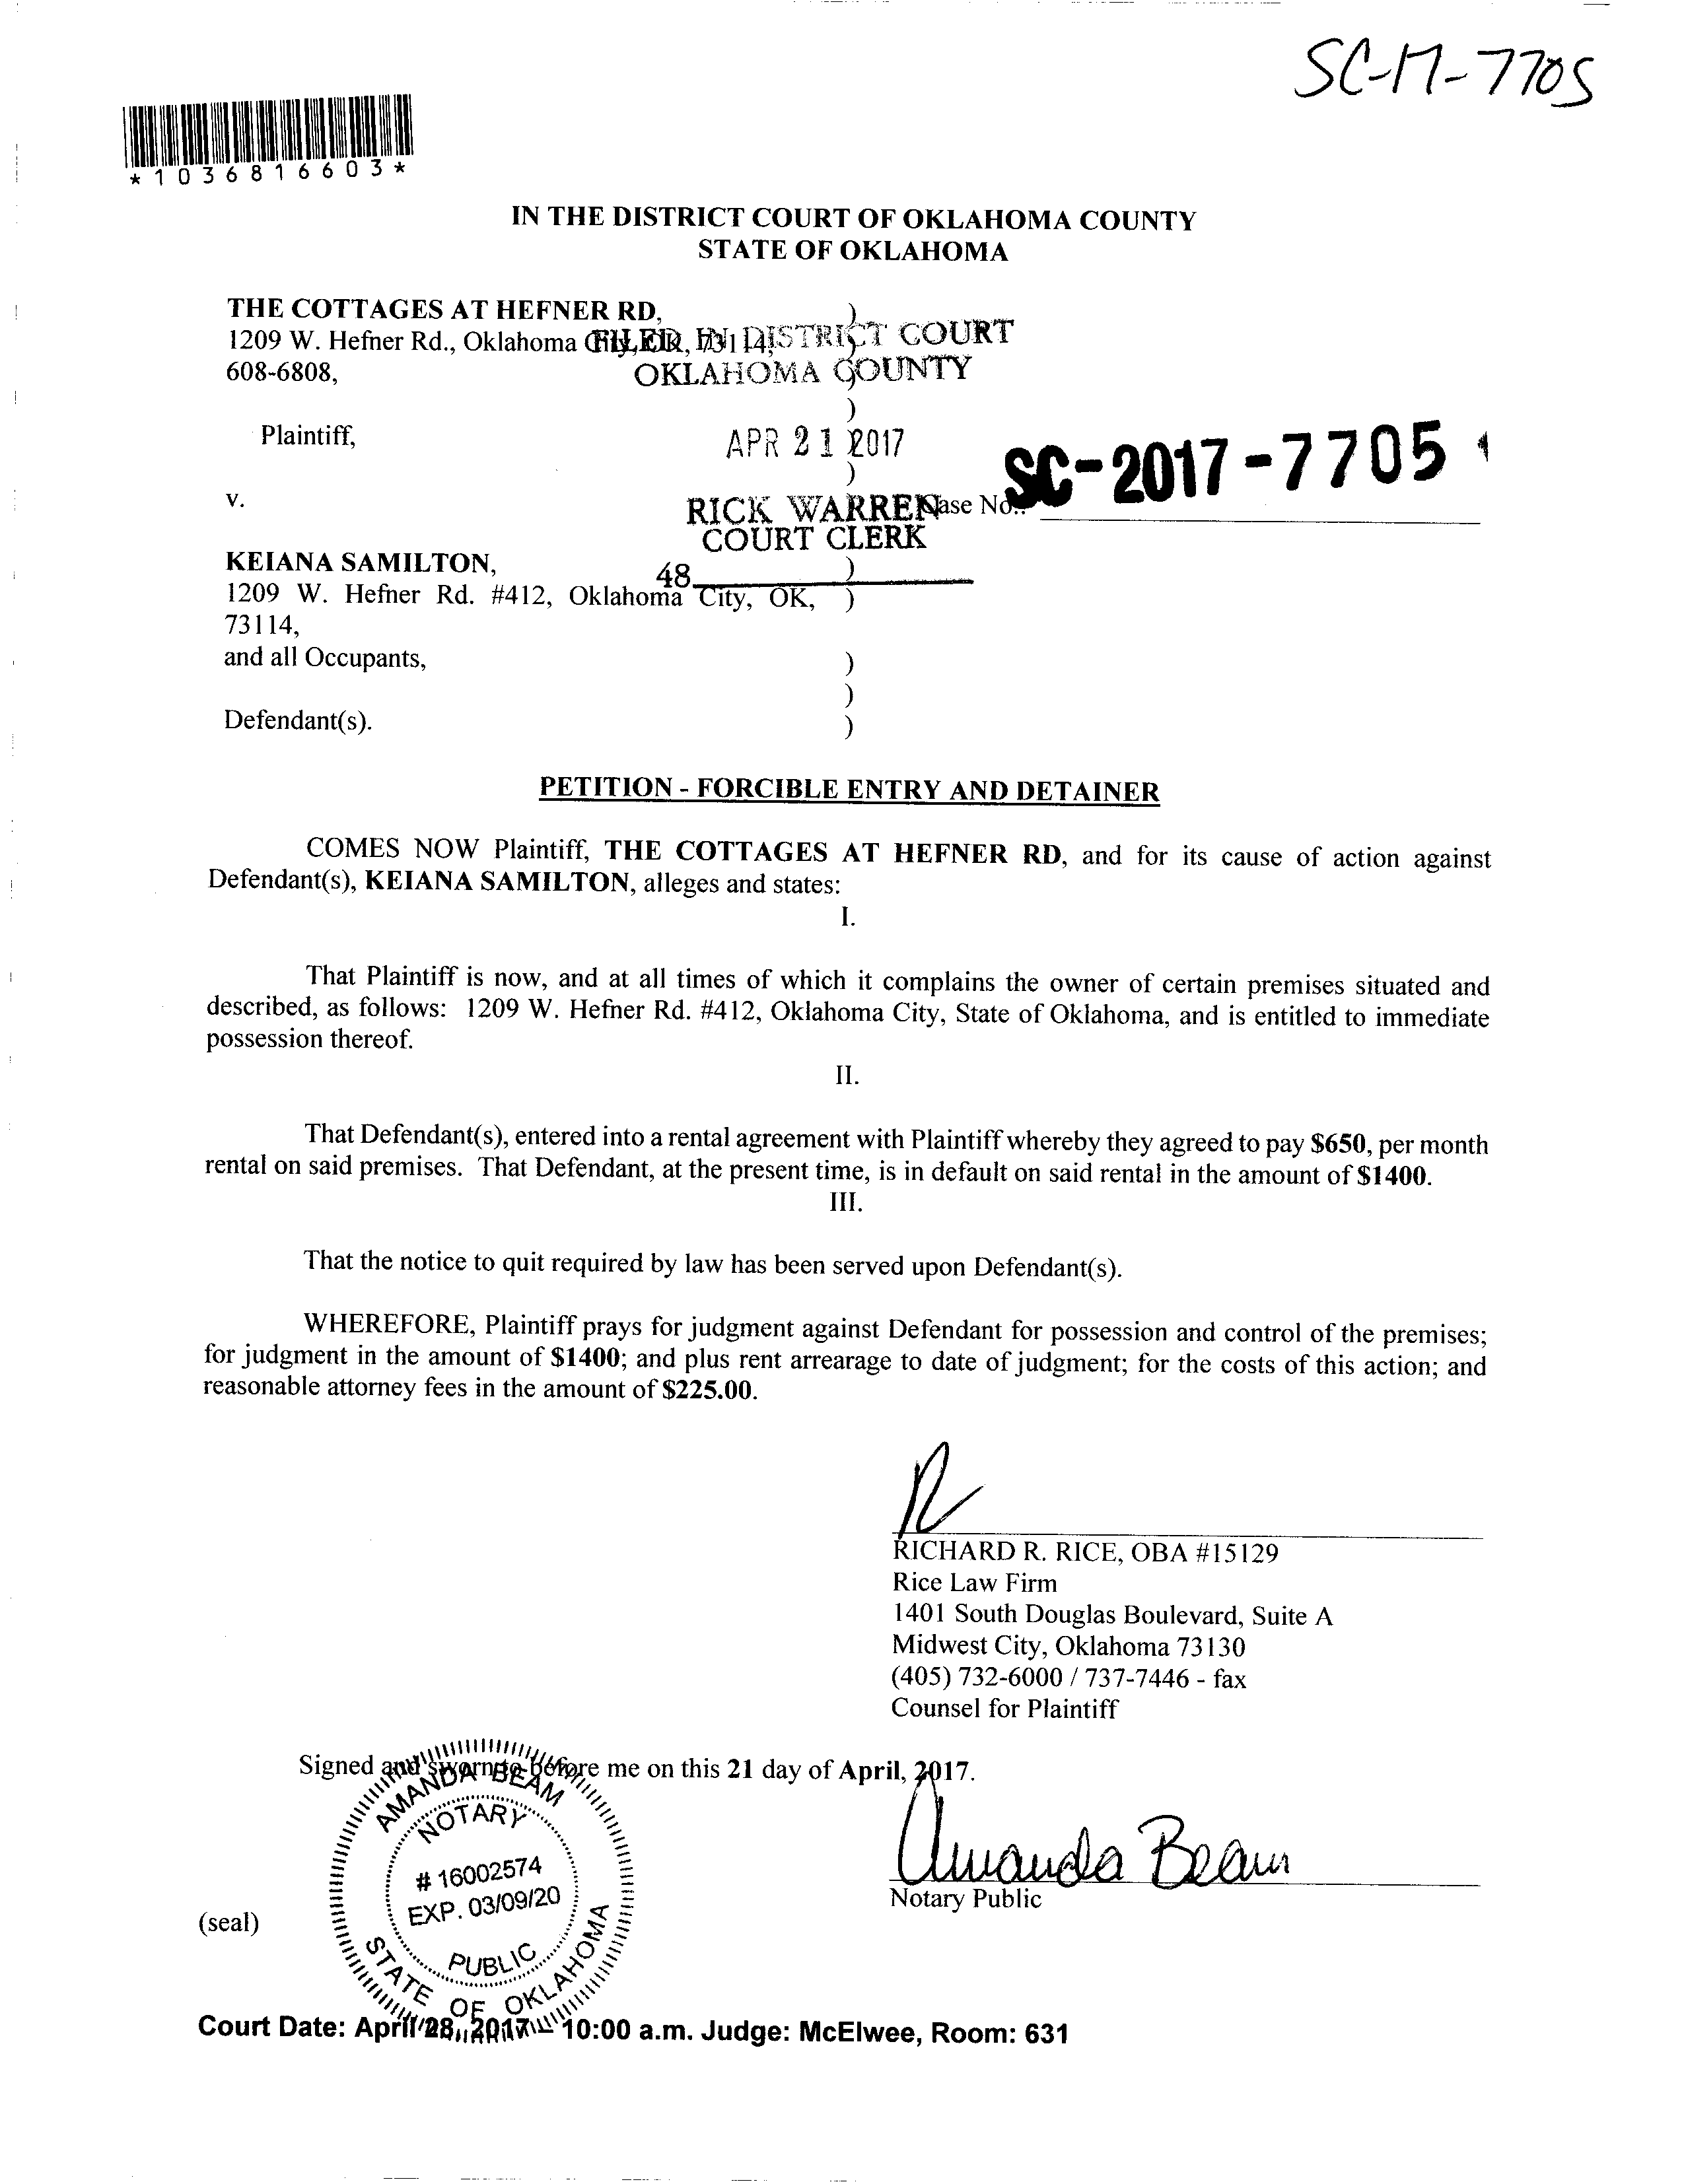 SC-17-7705
*1036816603*
IN THE DISTRICT COURT OF OKLAHOMA COUNTY
STATE OF OKLAHOMA
THE COTTAGES AT HEFNER RD,
1209 W. Hefner Rd., Oklahoma City, OK, 73114,
608-6808,
)
FILED IN DISTRICT COURT
OKLAHOMA COUNTY
)
)
Plaintiff,
APR 21 2017
)
)
v.
RICK WARREN
COURT CLERK
Case No.:
SC-2017-7705
48
KEIANA SAMILTON,
)
1209 W. Hefner Rd. #412, Oklahoma City, OK,
)
73114,
and all Occupants,
)
)
Defendant(s).
)
PETITION - FORCIBLE ENTRY AND DETAINER
COMES NOW Plaintiff, THE COTTAGES AT HEFNER RD, and for its cause of action against
Defendant(s), KEIANA SAMILTON, alleges and states:
I.
That Plaintiff is now, and at all times of which it complains the owner of certain premises situated and
described, as follows: 1209 W. Hefner Rd. #412, Oklahoma City, State of Oklahoma, and is entitled to immediate
possession thereof.
II.
That Defendant(s), entered into a rental agreement with Plaintiff whereby they agreed to pay $650, per month
rental on said premises. That Defendant, at the present time, is in default on said rental in the amount of $1400.
III.
That the notice to quit required by law has been served upon Defendant(s).
WHEREFORE, Plaintiff prays for judgment against Defendant for possession and control of the premises;
for judgment in the amount of $1400; and plus rent arrearage to date of judgment; for the costs of this action; and
reasonable attorney fees in the amount of $225.00.
RICHARD R. RICE, OBA #15129
Rice Law Firm
1401 South Douglas Boulevard, Suite A
Midwest City, Oklahoma 73130
(405) 732-6000 / 737-7446 - fax
Counsel for Plaintiff
Signed and sworn to before me on this 21 day of April, 2017.
Amanda Beam
Notary Public
(seal)
AMANDA BEAM
NOTARY
# 16002574
EXP. 03/09/20
PUBLIC
STATE OF OKLAHOMA
Court Date: April 28, 2017 10:00 a.m. Judge: McElwee, Room: 631